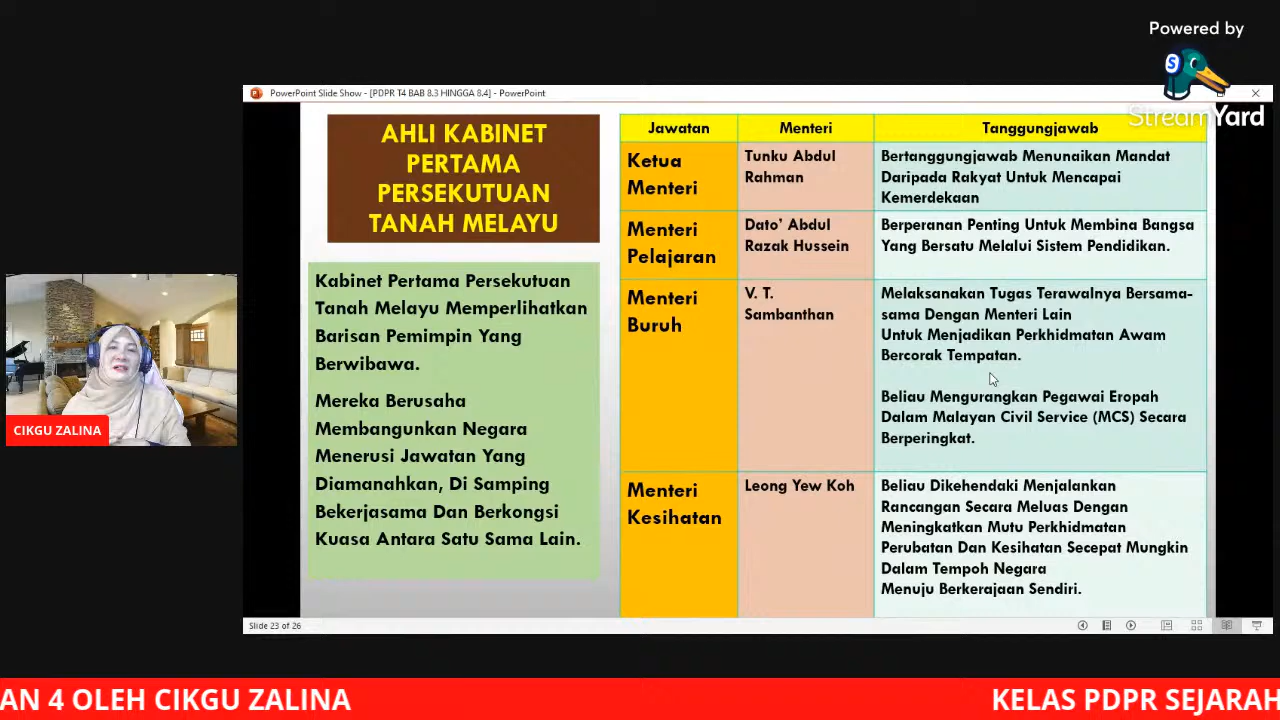 Powered by
S
StreamYard
PowerPoint Slide Show - [PDPR T4 BAB 8.3 HINGGA 8.4] - PowerPoint
AHLI KABINET
PERTAMA
PERSEKUTUAN
TANAH MELAYU
Kabinet Pertama Persekutuan
Tanah Melayu Memperlihatkan
Barisan Pemimpin Yang
Berwibawa.
Mereka Berusaha
Membangunkan Negara
Menerusi Jawatan Yang
Diamanahkan, Di Samping
Bekerjasama Dan Berkongsi
Kuasa Antara Satu Sama Lain.
Jawatan Menteri Tanggungjawab
Ketua
Menteri
Tunku Abdul
Rahman
Bertanggungjawab Menunaikan Mandat
Daripada Rakyat Untuk Mencapai
Kemerdekaan
Menteri
Pelajaran
Dato' Abdul
Razak Hussein
Berperanan Penting Untuk Membina Bangsa
Yang Bersatu Melalui Sistem Pendidikan.
Menteri
Buruh
V. T.
Sambanthan
Melaksanakan Tugas Terawalnya Bersama-
sama Dengan Menteri Lain
Untuk Menjadikan Perkhidmatan Awam
Bercorak Tempatan.
Beliau Mengurangkan Pegawai Eropah
Dalam Malayan Civil Service (MCS) Secara
Berperingkat.
Menteri
Kesihatan
Leong Yew Koh
Beliau Dikehendaki Menjalankan
Rancangan Secara Meluas Dengan
Meningkatkan Mutu Perkhidmatan
Perubatan Dan Kesihatan Secepat Mungkin
Dalam Tempoh Negara
Menuju Berkerajaan Sendiri.
CIKGU ZALINA
Slide 23 of 26
AN 4 OLEH CIKGU ZALINA KELAS PDPR SEJARAH